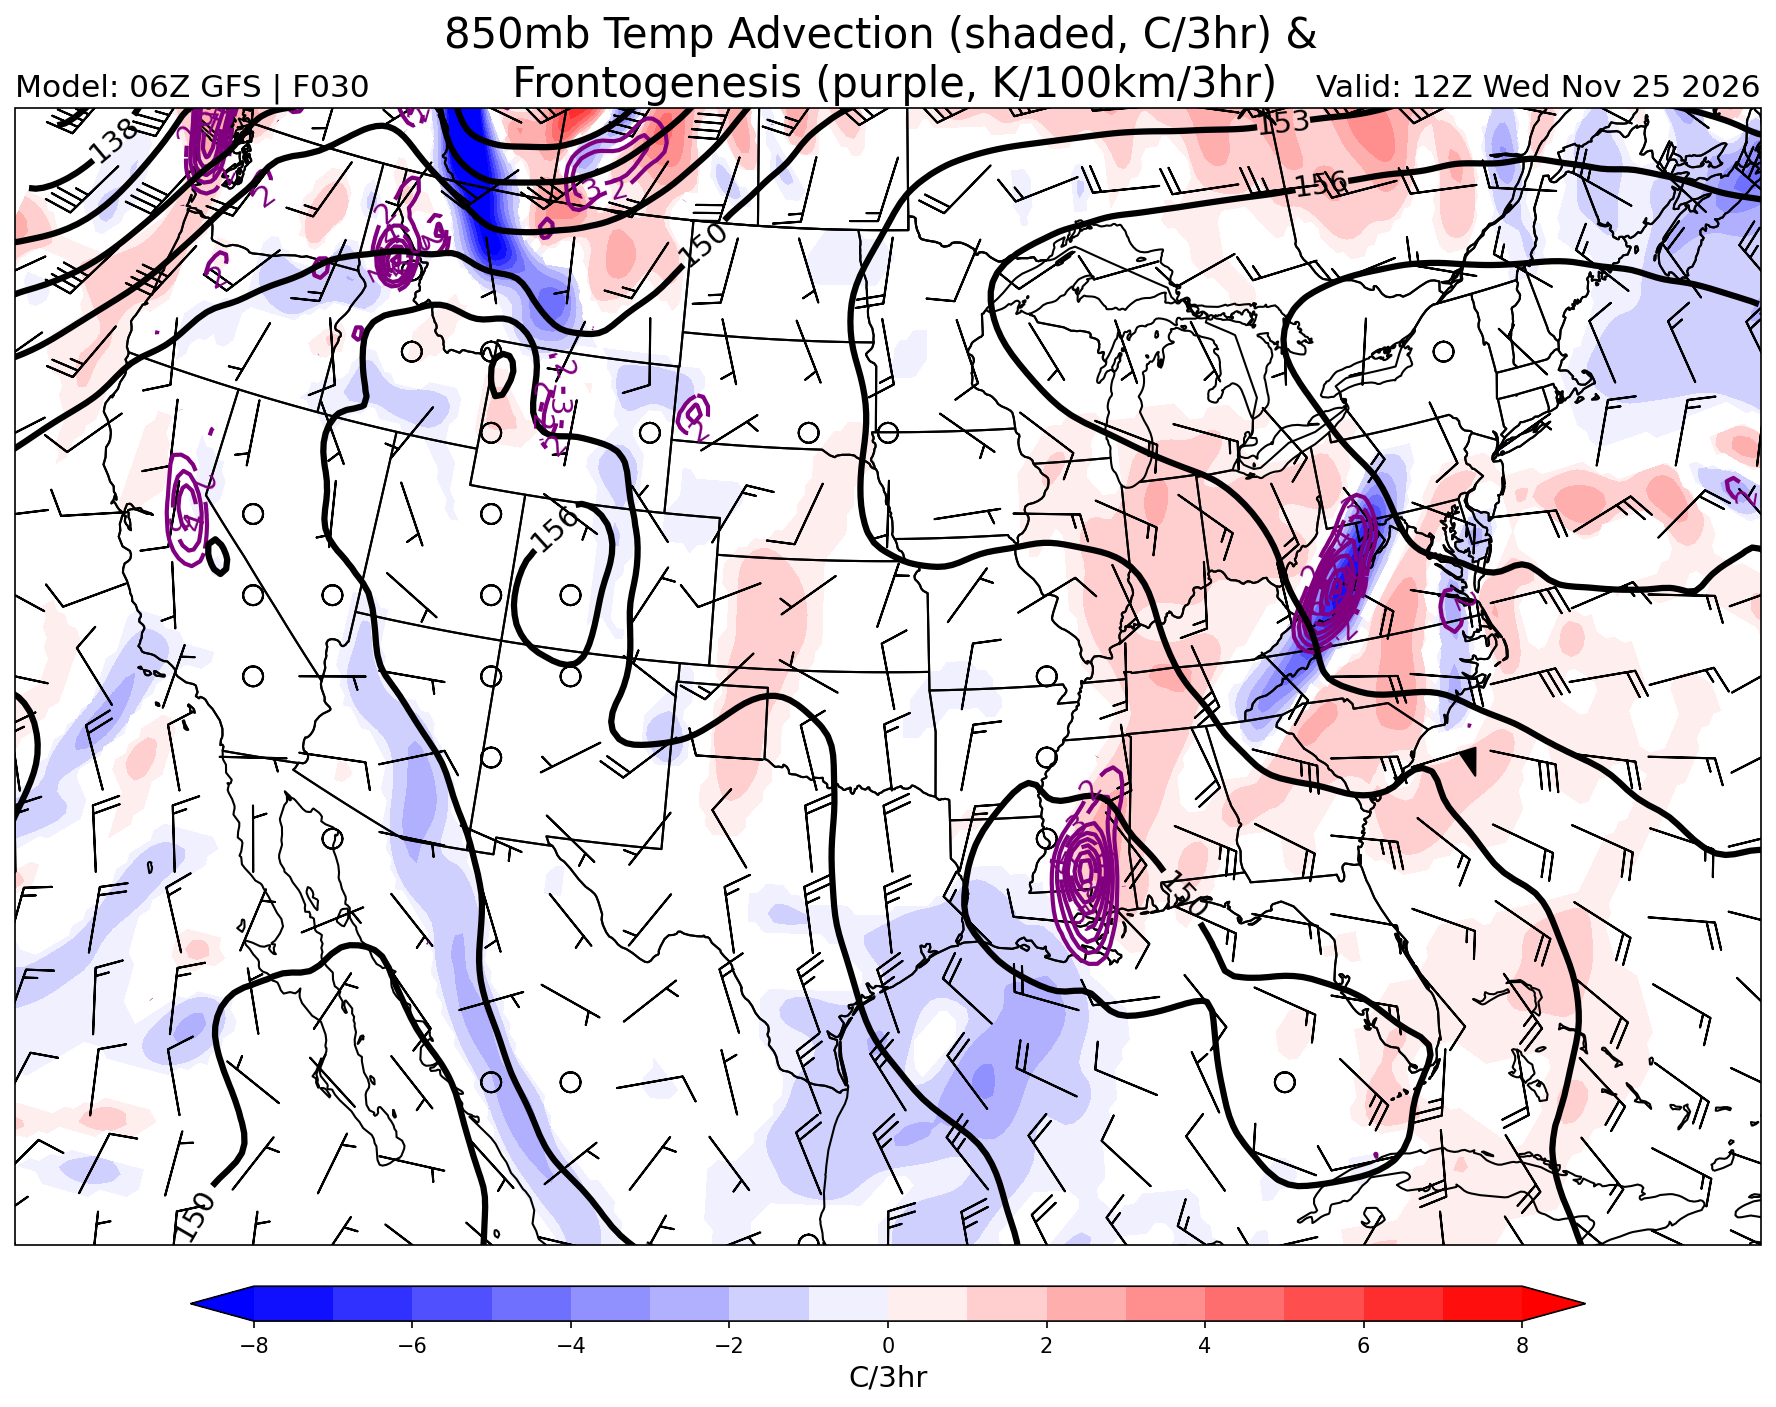 850mb Temp Advection (shaded, C/3hr) &
Frontogenesis (purple, K/100km/3hr)
Model: 06Z GFS | F030
Valid: 12Z Wed Nov 25 2026
138
153
156
150
156
150
150
−8 −6 −4 −2 0 2 4 6 8
C/3hr